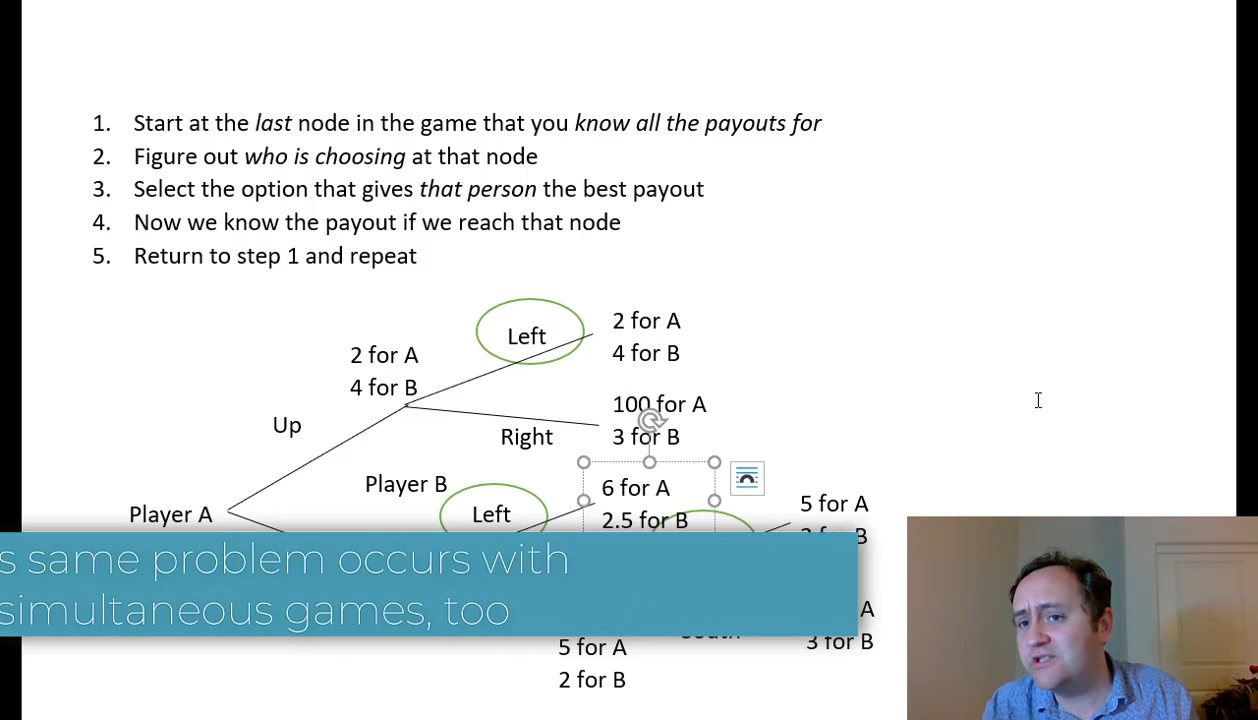 1. Start at the last node in the game that you know all the payouts for
2. Figure out who is choosing at that node
3. Select the option that gives that person the best payout
4. Now we know the payout if we reach that node
5. Return to step 1 and repeat
Left
2 for A
4 for B
2 for A
4 for B
100 for A
3 for B
Up
Right
Player B
6 for A
2.5 for B
Left
5 for A
B
Player A
s same problem occurs with
simultaneous games, too
A
3 for B
5 for A
2 for B